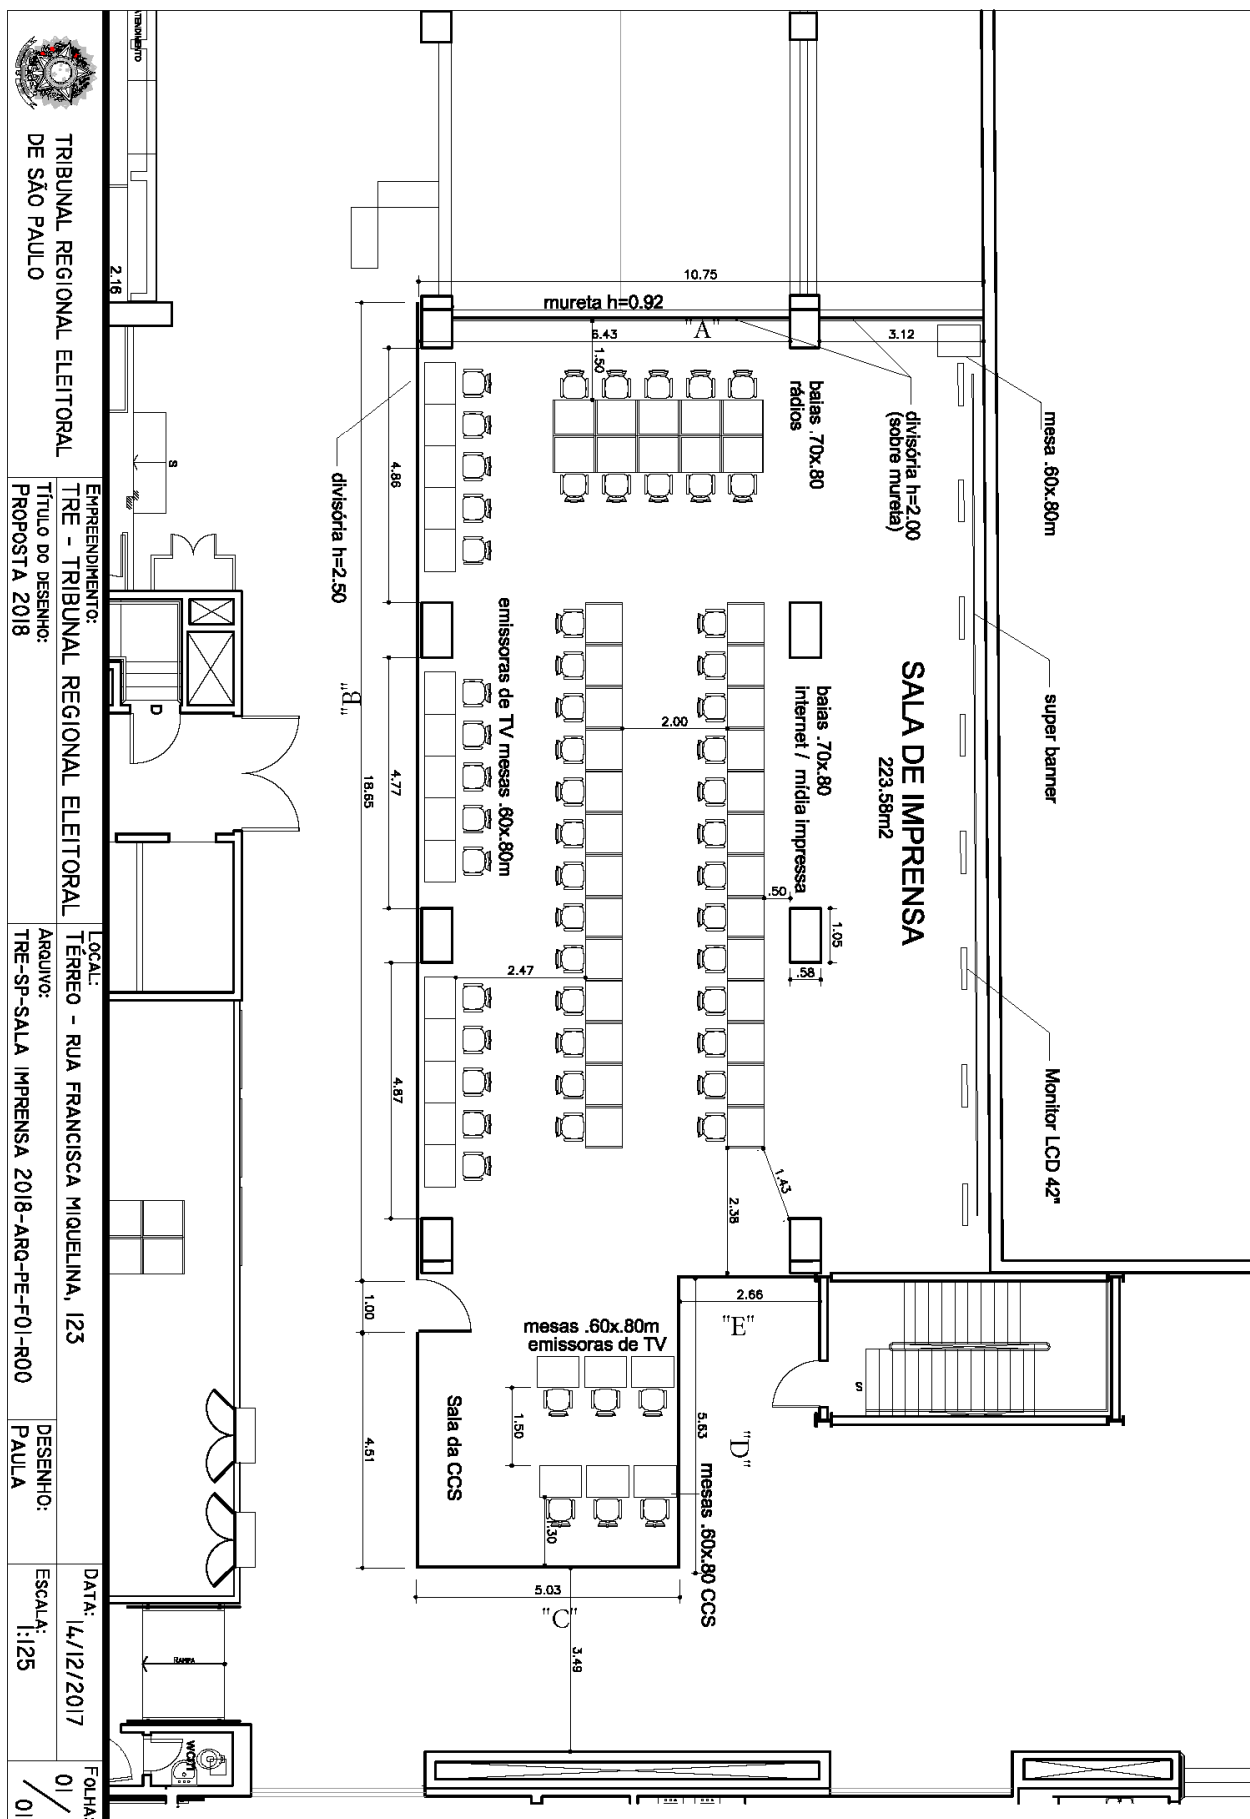 10.75
mureta h=0.92
"A"
6.43
3.12
1.50
baias .70x.80
rádios
divisória h=2.00
(sobre mureta)
mesa .60x.80m
super banner
Monitor LCD 42"
SALA DE IMPRENSA
223.58m2
baias .70x.80
internet / mídia impressa
emissoras de TV mesas .60x.80m
divisória h=2.50
4.86
4.77
4.87
"B"
18.65
2.00
2.47
.50
1.05
.58
1.43
2.38
1.00
4.51
2.66
"E"
mesas .60x.80m
emissoras de TV
1.50
Sala da CCS
5.63
"D"
mesas .60x.80 CCS
1.30
5.03
"C"
3.49
S
ATENDIMENTO
2.16
S
D
RAMPA
wcm
TRIBUNAL REGIONAL ELEITORAL
DE SÃO PAULO
EMPREENDIMENTO:
TRE - TRIBUNAL REGIONAL ELEITORAL
TÍTULO DO DESENHO:
PROPOSTA 2018
LOCAL:
TÉRREO - RUA FRANCISCA MIQUELINA, 123
ARQUIVO:
TRE-SP-SALA IMPRENSA 2018-ARQ-PE-F01-R00
DESENHO:
PAULA
DATA:
14/12/2017
ESCALA:
1:125
FOLHA:
01/01